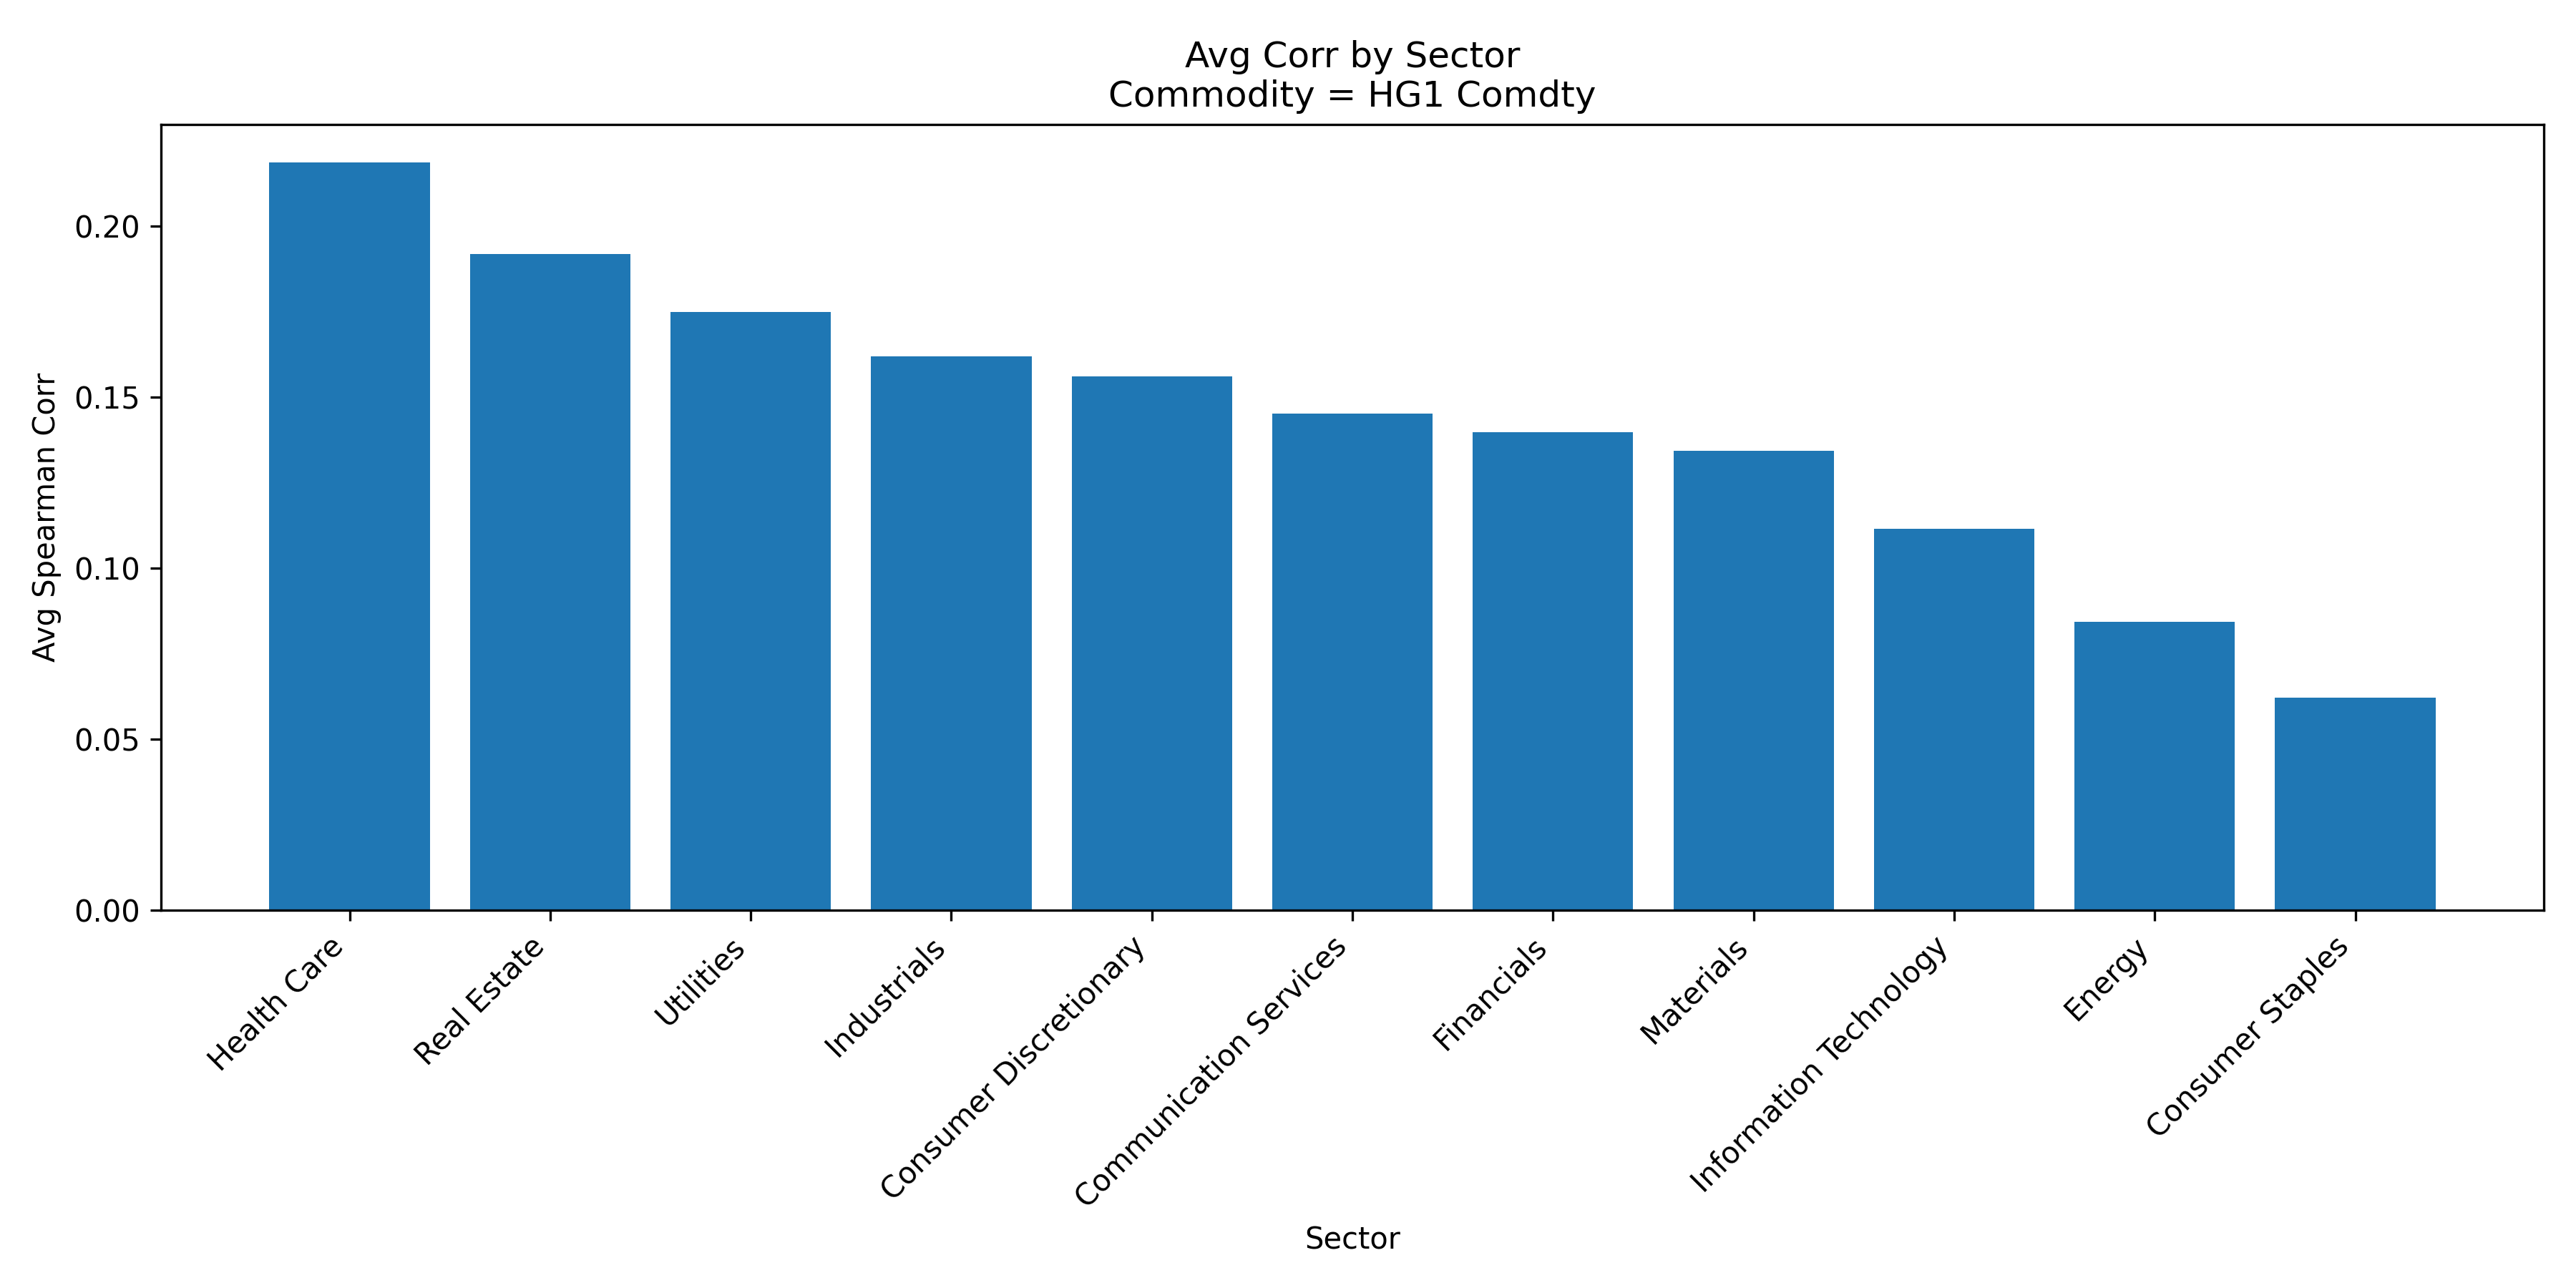 Avg Corr by Sector
Commodity = HG1 Comdty
Avg Spearman Corr
0.20
0.15
0.10
0.05
0.00
Health Care
Real Estate
Utilities
Industrials
Consumer Discretionary
Communication Services
Financials
Materials
Information Technology
Energy
Consumer Staples
Sector